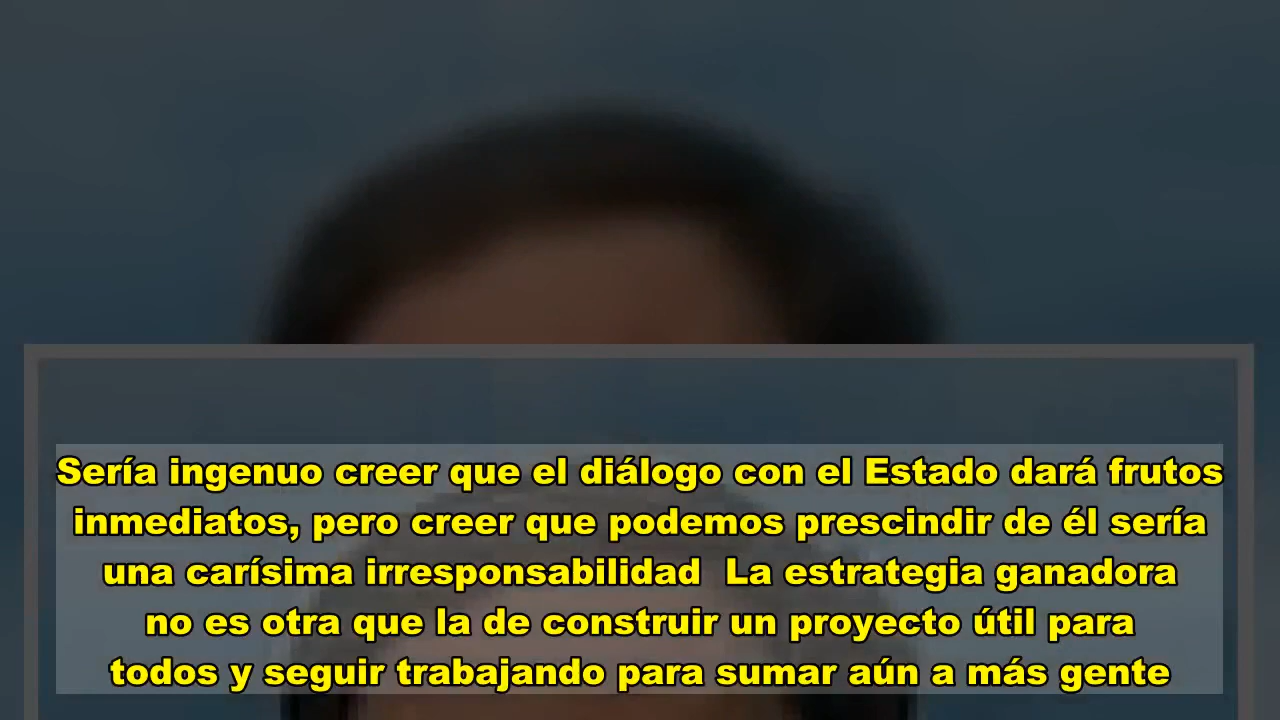 Sería ingenuo creer que el diálogo con el Estado dará frutos
inmediatos, pero creer que podemos prescindir de él sería
una carísima irresponsabilidad  La estrategia ganadora
no es otra que la de construir un proyecto útil para
todos y seguir trabajando para sumar aún a más gente